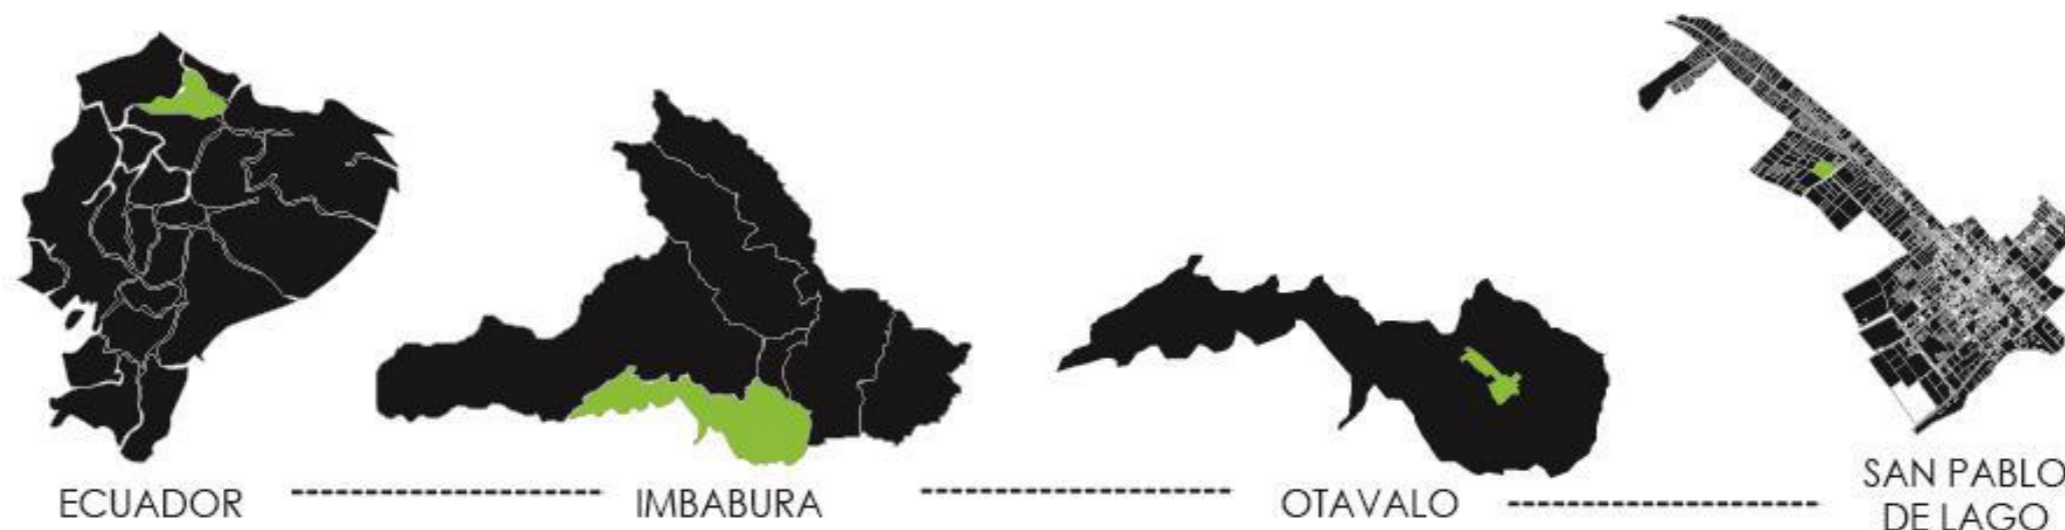 ECUADOR
IMBABURA
OTAVALO
SAN PABLO
DE LAGO